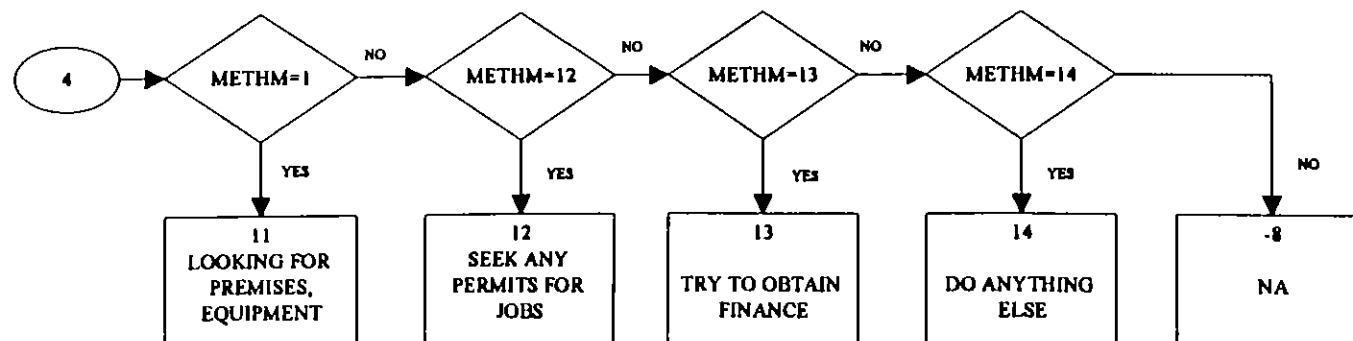 4
METHM=1
NO
METHM=12
NO
METHM=13
NO
METHM=14
YES
YES
YES
YES
NO
11
LOOKING FOR
PREMISES,
EQUIPMENT
12
SEEK ANY
PERMITS FOR
JOBS
13
TRY TO OBTAIN
FINANCE
14
DO ANYTHING
ELSE
-8
NA